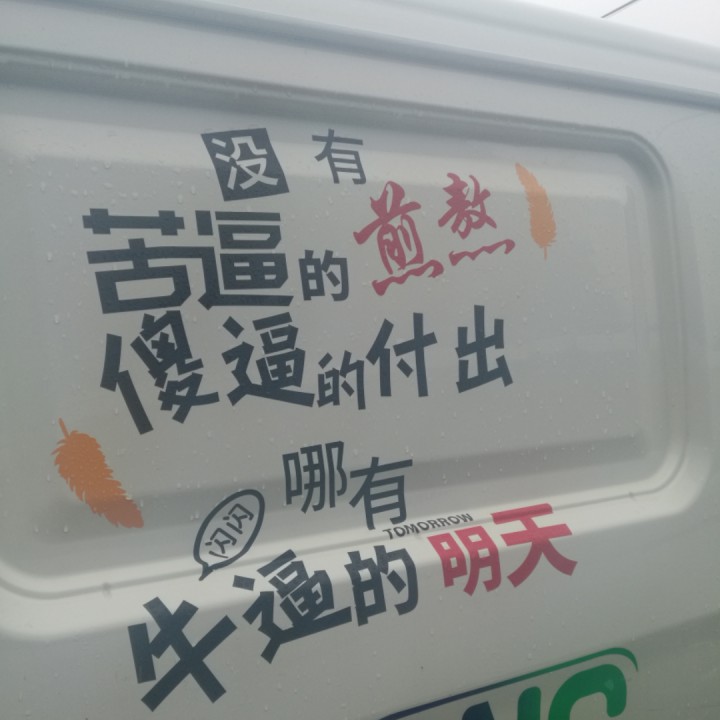 没有
苦逼的煎熬
傻逼的付出
哪有
闪闪
TOMORROW
牛逼的明天